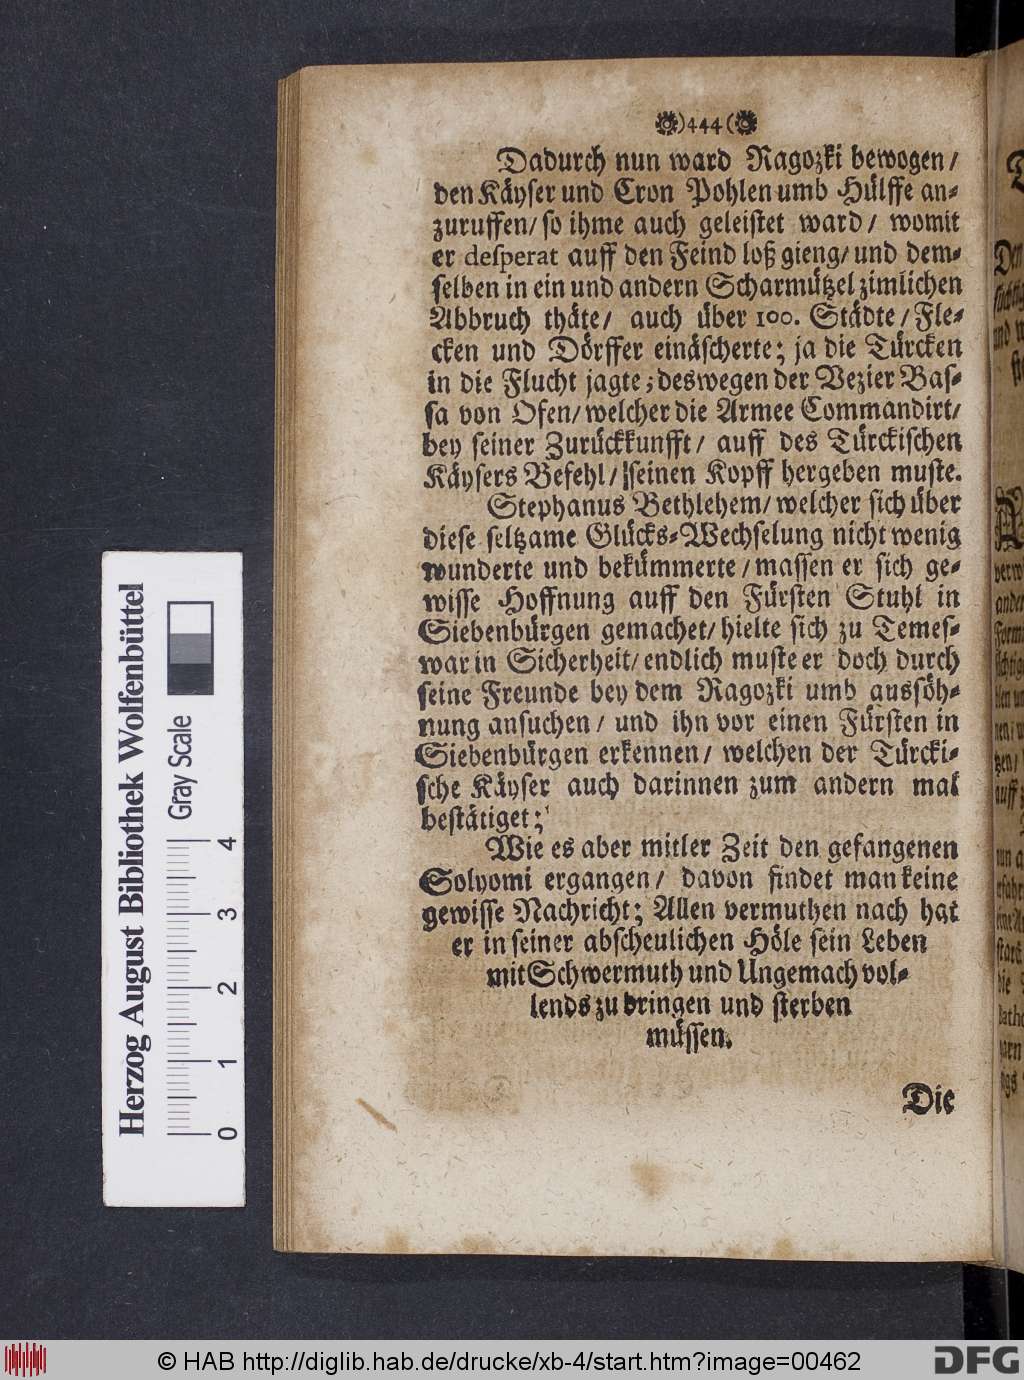 )444(
Dadurch nun ward Ragozki bewogen/
den Käyser und Cron Pohlen umb Hülffe an-
zuruffen/ so ihme auch geleistet ward/ womit
er desperat auff den Feind loß gieng/ und dem-
selben in ein und andern Scharmützel zimlichen
Abbruch thäte/ auch über 100. Städte/ Fle-
cken und Dörffer einäscherte; ja die Türcken
in die Flucht jagte; deswegen der Vezier Bas-
sa von Ofen/ welcher die Armee Commandirt/
bey seiner Zurückkunfft/ auff des Türckischen
Käysers Befehl/ seinen Kopff hergeben muste.
Stephanus Bethlehem/ welcher sich über
diese seltzame Glücks-Wechselung nicht wenig
wunderte und bekümmerte/ massen er sich ge-
wisse Hoffnung auff den Fürsten Stuhl in
Siebenbürgen gemachet/ hielte sich zu Temes-
war in Sicherheit/ endlich muste er doch durch
seine Freunde bey dem Ragozki umb aussöh-
nung ansuchen/ und ihn vor einen Fürsten in
Siebenbürgen erkennen/ welchen der Türcki-
sche Käyser auch darinnen zum andern mal
bestätiget;
Wie es aber mitler Zeit den gefangenen
Solyomi ergangen/ davon findet man keine
gewisse Nachricht; Allen vermuthen nach hat
er in seiner abscheulichen Höle sein Leben
mit Schwermuth und Ungemach vol-
lends zu bringen und sterben
müssen.
Die
Herzog August Bibliothek Wolfenbüttel
Gray Scale
0 1 2 3 4
© HAB http://diglib.hab.de/drucke/xb-4/start.htm?image=00462
DFG